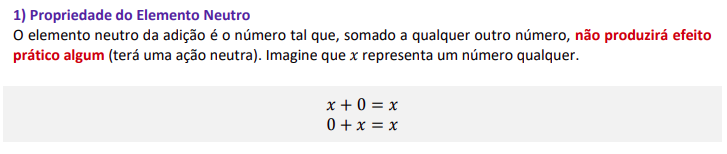 1) Propriedade do Elemento Neutro
O elemento neutro da adição é o número tal que, somado a qualquer outro número, não produzirá efeito
prático algum (terá uma ação neutra). Imagine que 𝑥 representa um número qualquer.
𝑥 + 0 = 𝑥
0 + 𝑥 = 𝑥